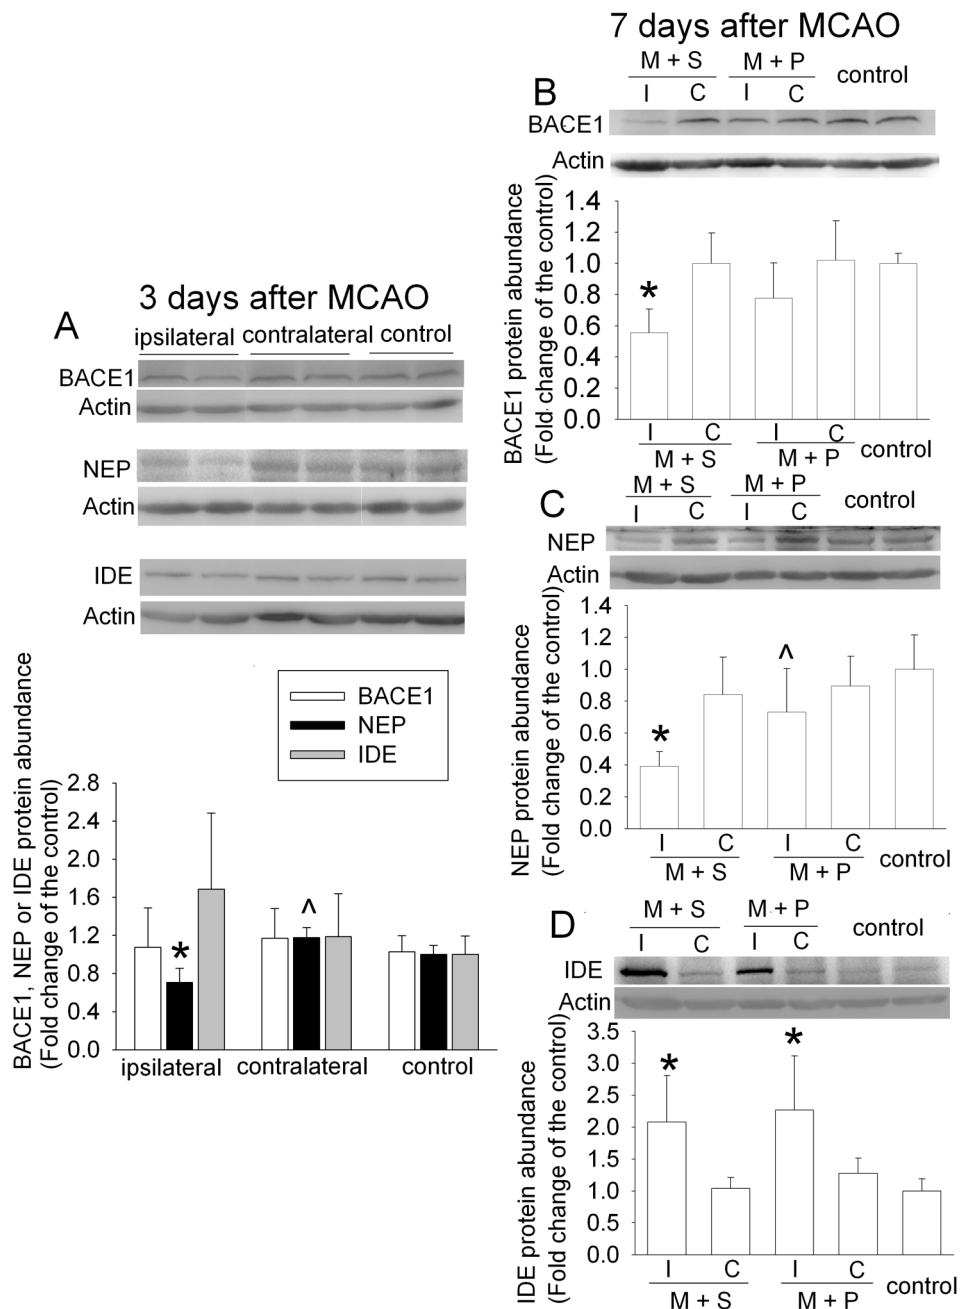 3 days after MCAO
A
ipsilateral contralateral control
BACE1
Actin
NEP
Actin
IDE
Actin
BACE1
NEP
IDE
BACE1, NEP or IDE protein abundance
(Fold change of the control)
2.8
2.4
2.0
1.6
1.2
0.8
0.4
0.0
*
^
ipsilateral contralateral control
7 days after MCAO
B
M + S M + P control
I C I C
BACE1
Actin
BACE1 protein abundance
(Fold change of the control)
1.4
1.2
1.0
0.8
0.6
0.4
0.2
0.0
*
I C I C control
M + S M + P
C
M + S M + P control
I C I C
NEP
Actin
NEP protein abundance
(Fold change of the control)
1.4
1.2
1.0
0.8
0.6
0.4
0.2
0.0
*
^
I C I C control
M + S M + P
D
M + S M + P control
I C I C
IDE
Actin
IDE protein abundance
(Fold change of the control)
3.5
3.0
2.5
2.0
1.5
1.0
0.5
0.0
* *
I C I C control
M + S M + P